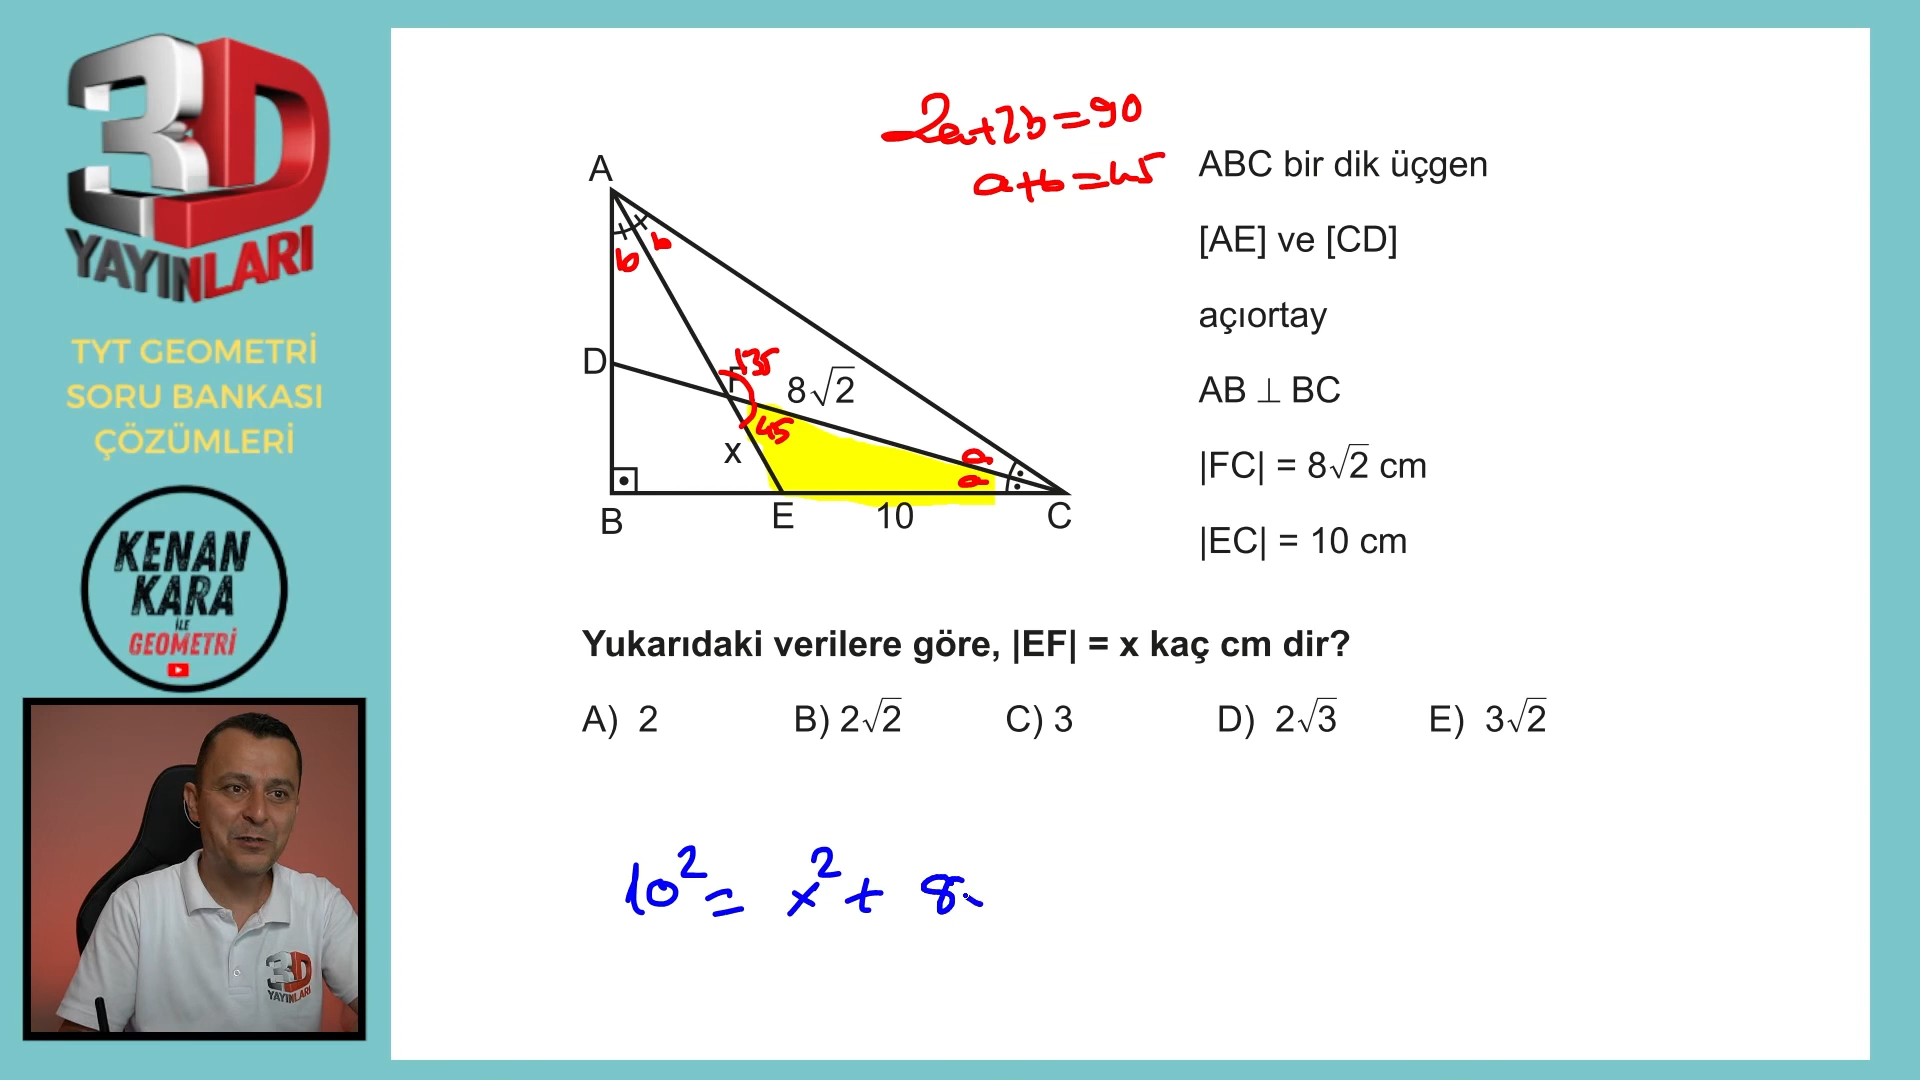 3D
YAYINLARI
TYT GEOMETRİ
SORU BANKASI
ÇÖZÜMLERİ
KENAN
KARA
İLE
GEOMETRİ
3D
YAYINLARI
2a+2b=90
a+b=45
A
b
b
D
135
F
8√2
45
x
a
a
B
E
10
C
ABC bir dik üçgen
[AE] ve [CD]
açıortay
AB ⊥ BC
|FC| = 8√2 cm
|EC| = 10 cm
Yukarıdaki verilere göre, |EF| = x kaç cm dir?
A) 2 B) 2√2 C) 3 D) 2√3 E) 3√2
10² = x² + 8